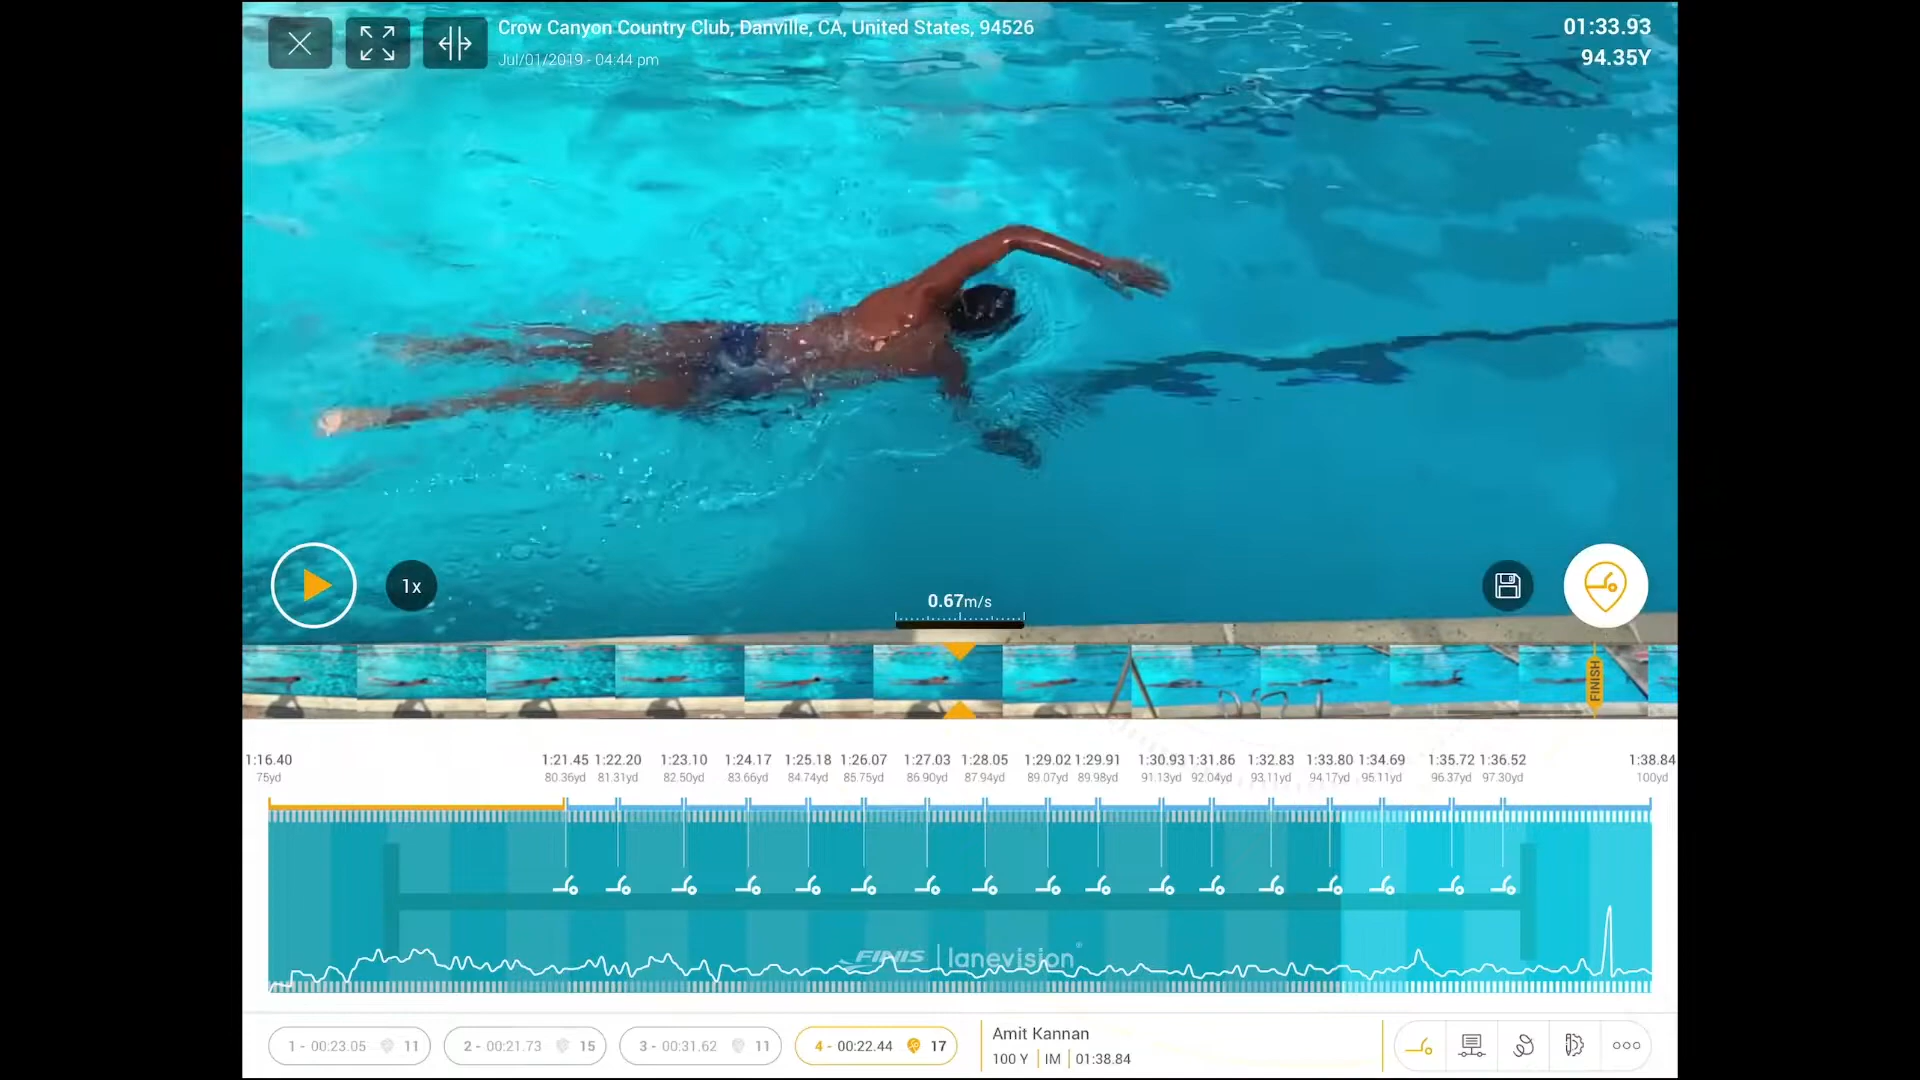 Crow Canyon Country Club, Danville, CA, United States, 94526
Jul/01/2019 - 04:44 pm
01:33.93
94.35Y
1x
0.67m/s
FINISH
1:16.40 1:21.45 1:22.20 1:23.10 1:24.17 1:25.18 1:26.07 1:27.03 1:28.05 1:29.02 1:29.91 1:30.93 1:31.86 1:32.83 1:33.80 1:34.69 1:35.72 1:36.52 1:38.84
75yd 80.36yd 81.31yd 82.50yd 83.66yd 84.74yd 85.75yd 86.90yd 87.94yd 89.07yd 89.98yd 91.13yd 92.04yd 93.11yd 94.17yd 95.11yd 96.37yd 97.30yd 100yd
FINIS | lanevision®
1 - 00:23.05 11
2 - 00:21.73 15
3 - 00:31.62 11
4 - 00:22.44 17
Amit Kannan
100 Y | IM | 01:38.84